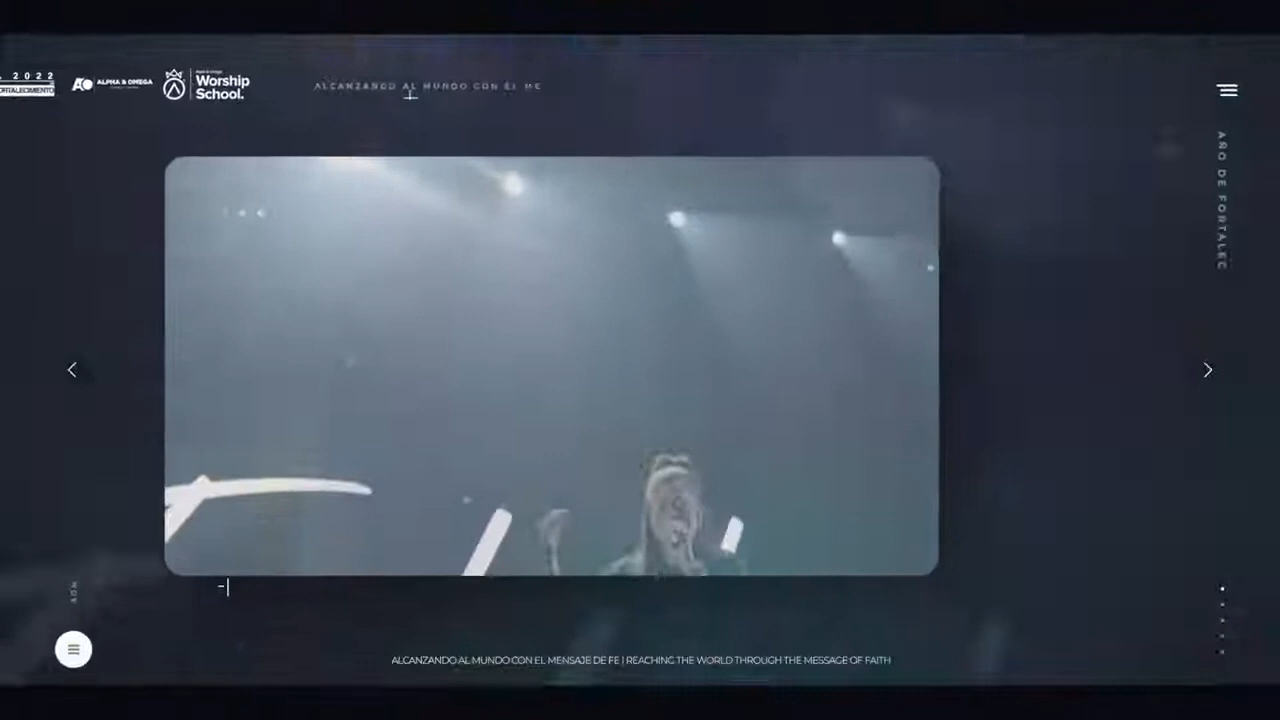 2022
ORTALECIMIENTO
ALPHA & OMEGA
Worship
School.
ALCANZANDO AL MUNDO CON EL ME
AÑO DE FORTALEC
ALCANZANDO AL MUNDO CON EL MENSAJE DE FE | REACHING THE WORLD THROUGH THE MESSAGE OF FAITH